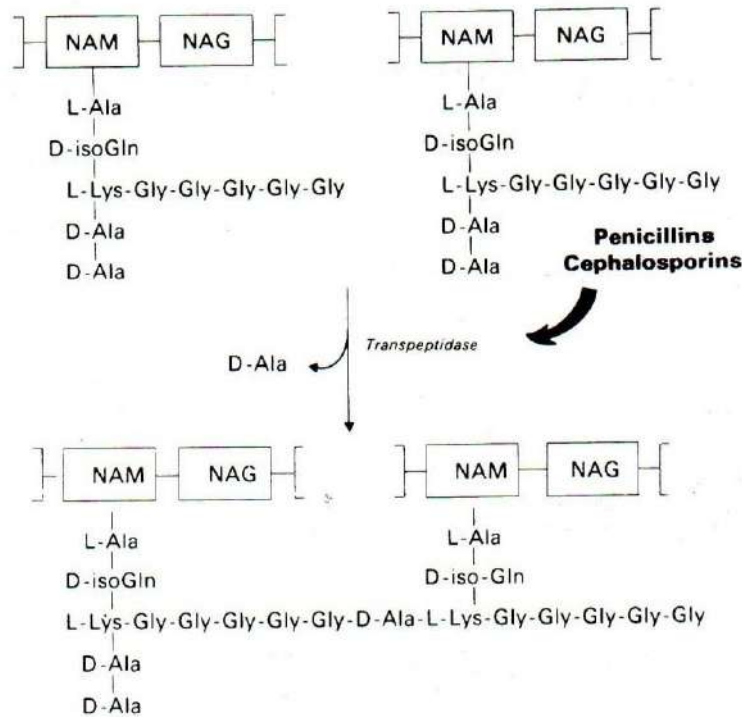 NAM NAG NAM NAG
L-Ala L-Ala
D-isoGln D-isoGln
L-Lys-Gly-Gly-Gly-Gly-Gly L-Lys-Gly-Gly-Gly-Gly-Gly
D-Ala D-Ala
D-Ala D-Ala
Penicillins
Cephalosporins
Transpeptidase
D-Ala
NAM NAG NAM NAG
L-Ala L-Ala
D-isoGln D-iso-Gln
L-Lys-Gly-Gly-Gly-Gly-Gly-D-Ala-L-Lys-Gly-Gly-Gly-Gly-Gly
D-Ala
D-Ala